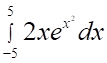 ∫_{-5}^{5} 2xe^{x^2} dx